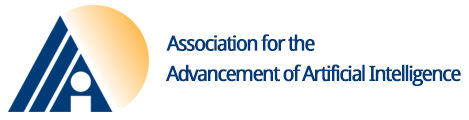 Association for the
Advancement of Artificial Intelligence